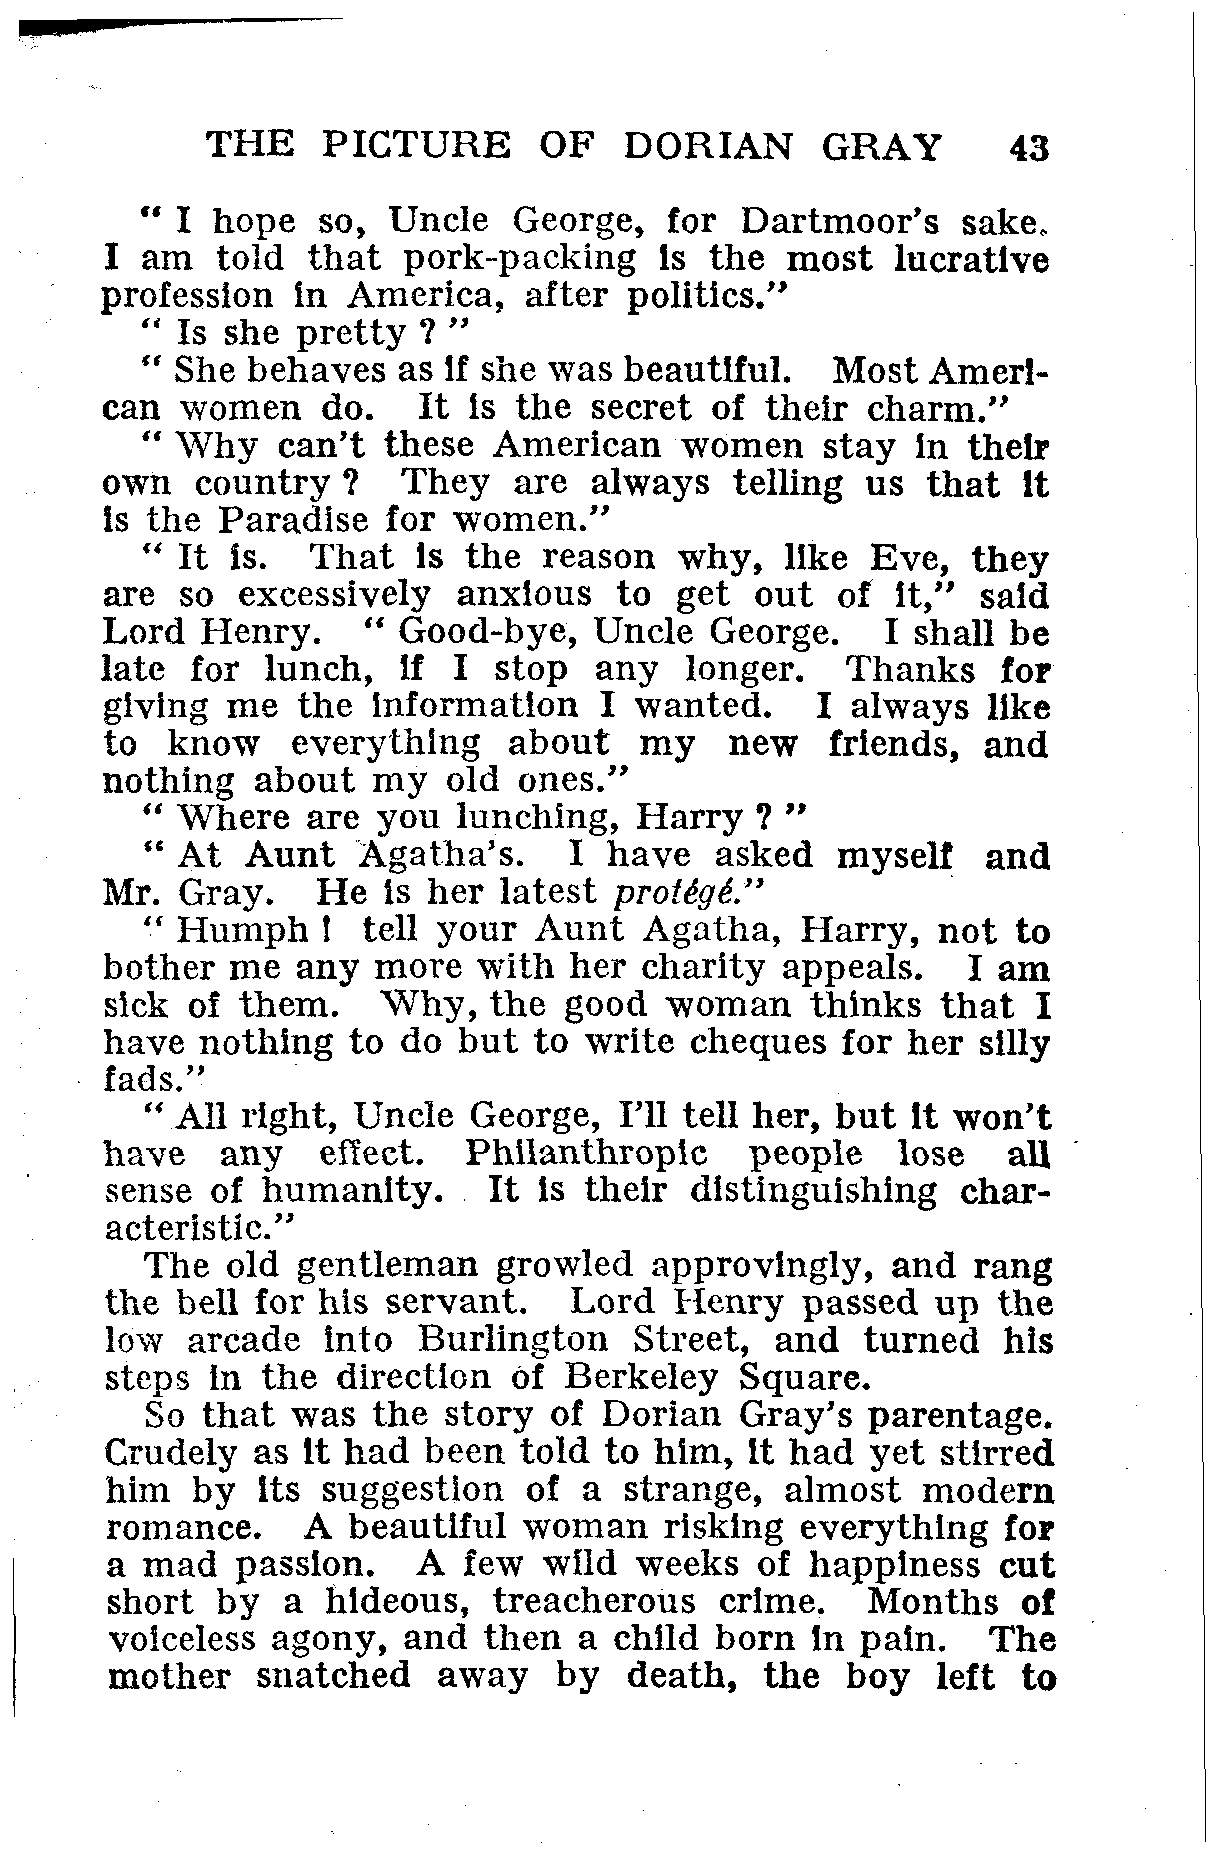 THE PICTURE OF DORIAN GRAY 43
“ I hope so, Uncle George, for Dartmoor's sake.
I am told that pork-packing is the most lucrative
profession in America, after politics.”
“ Is she pretty ? ”
“ She behaves as if she was beautiful. Most Ameri-
can women do. It is the secret of their charm.”
“ Why can't these American women stay in their
own country ? They are always telling us that it
is the Paradise for women.”
“ It is. That is the reason why, like Eve, they
are so excessively anxious to get out of it,” said
Lord Henry. “ Good-bye, Uncle George. I shall be
late for lunch, if I stop any longer. Thanks for
giving me the information I wanted. I always like
to know everything about my new friends, and
nothing about my old ones.”
“ Where are you lunching, Harry ? ”
“ At Aunt Agatha's. I have asked myself and
Mr. Gray. He is her latest protégé.”
“ Humph ! tell your Aunt Agatha, Harry, not to
bother me any more with her charity appeals. I am
sick of them. Why, the good woman thinks that I
have nothing to do but to write cheques for her silly
fads.”
“ All right, Uncle George, I'll tell her, but it won't
have any effect. Philanthropic people lose all
sense of humanity. It is their distinguishing char-
acteristic.”
The old gentleman growled approvingly, and rang
the bell for his servant. Lord Henry passed up the
low arcade into Burlington Street, and turned his
steps in the direction of Berkeley Square.
So that was the story of Dorian Gray's parentage.
Crudely as it had been told to him, it had yet stirred
him by its suggestion of a strange, almost modern
romance. A beautiful woman risking everything for
a mad passion. A few wild weeks of happiness cut
short by a hideous, treacherous crime. Months of
voiceless agony, and then a child born in pain. The
mother snatched away by death, the boy left to